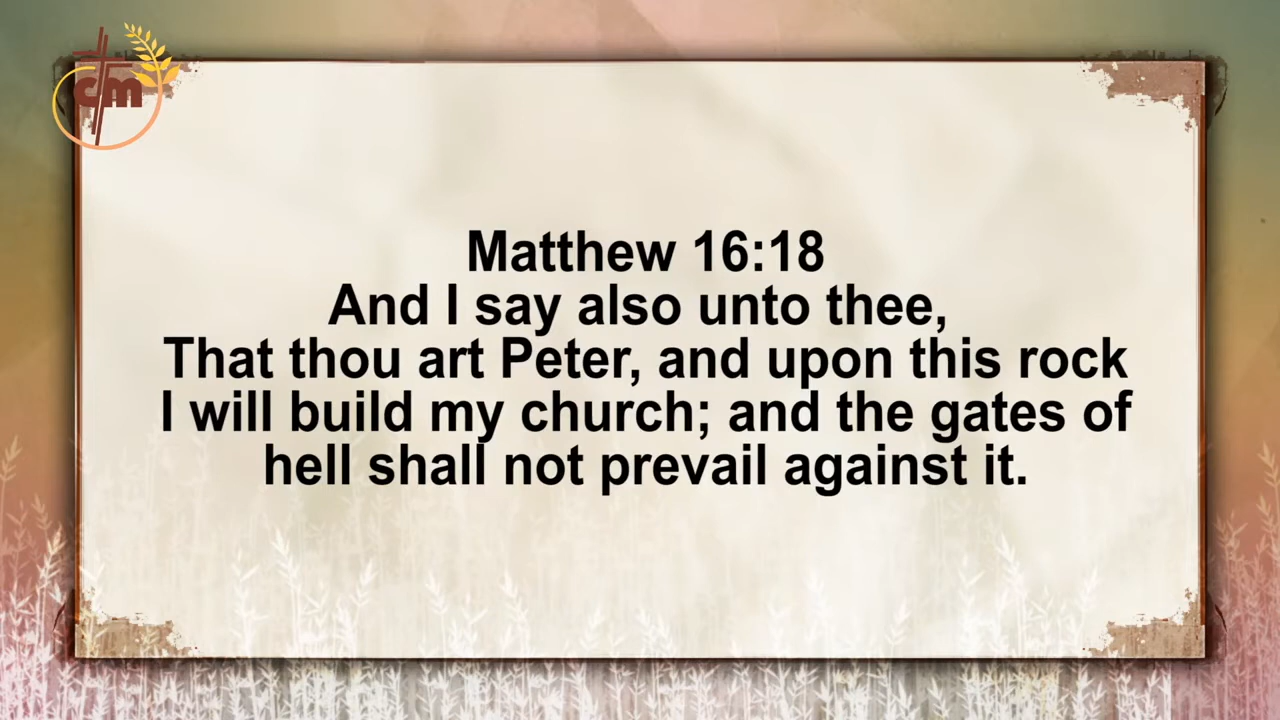 cm
Matthew 16:18
And I say also unto thee,
That thou art Peter, and upon this rock
I will build my church; and the gates of
hell shall not prevail against it.